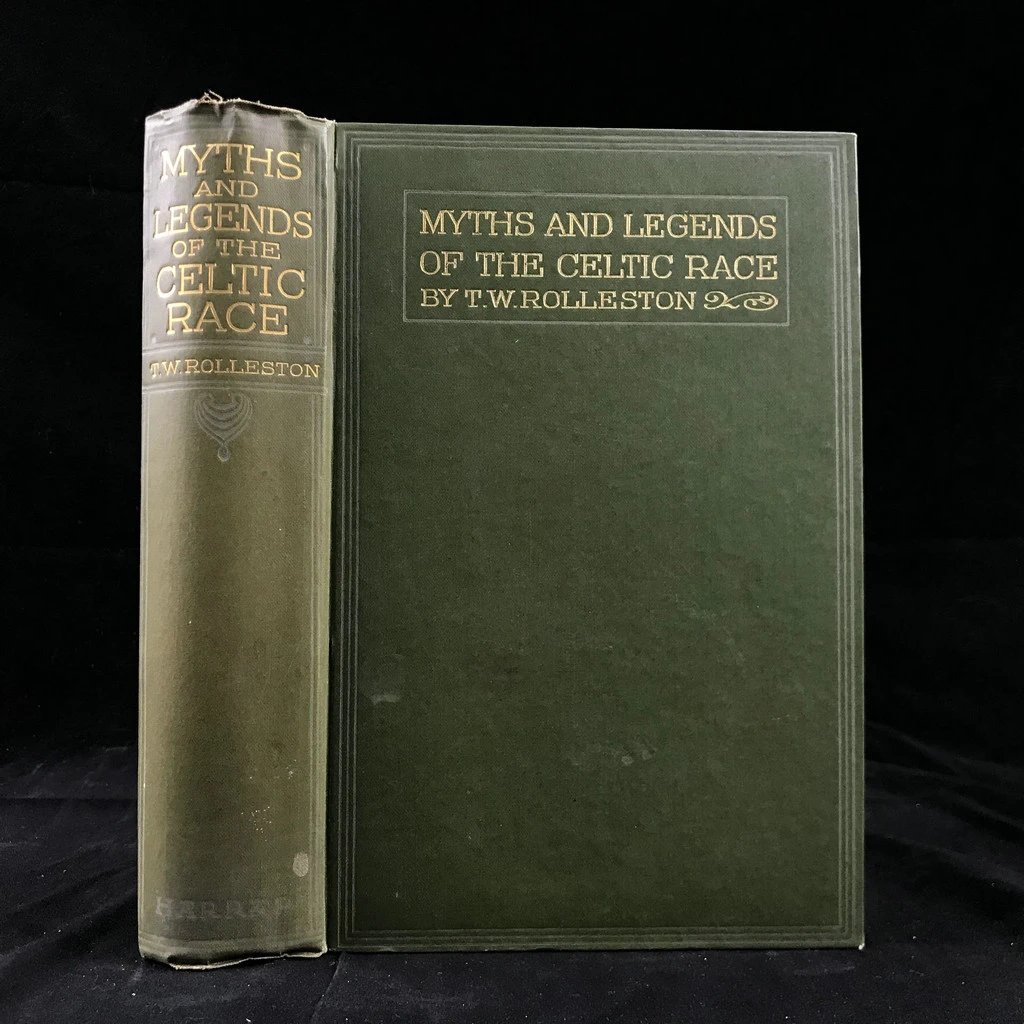 MYTHS
AND
LEGENDS
OF THE
CELTIC
RACE
T.W.ROLLESTON
HARRAP
MYTHS AND LEGENDS
OF THE CELTIC RACE
BY T.W.ROLLESTON